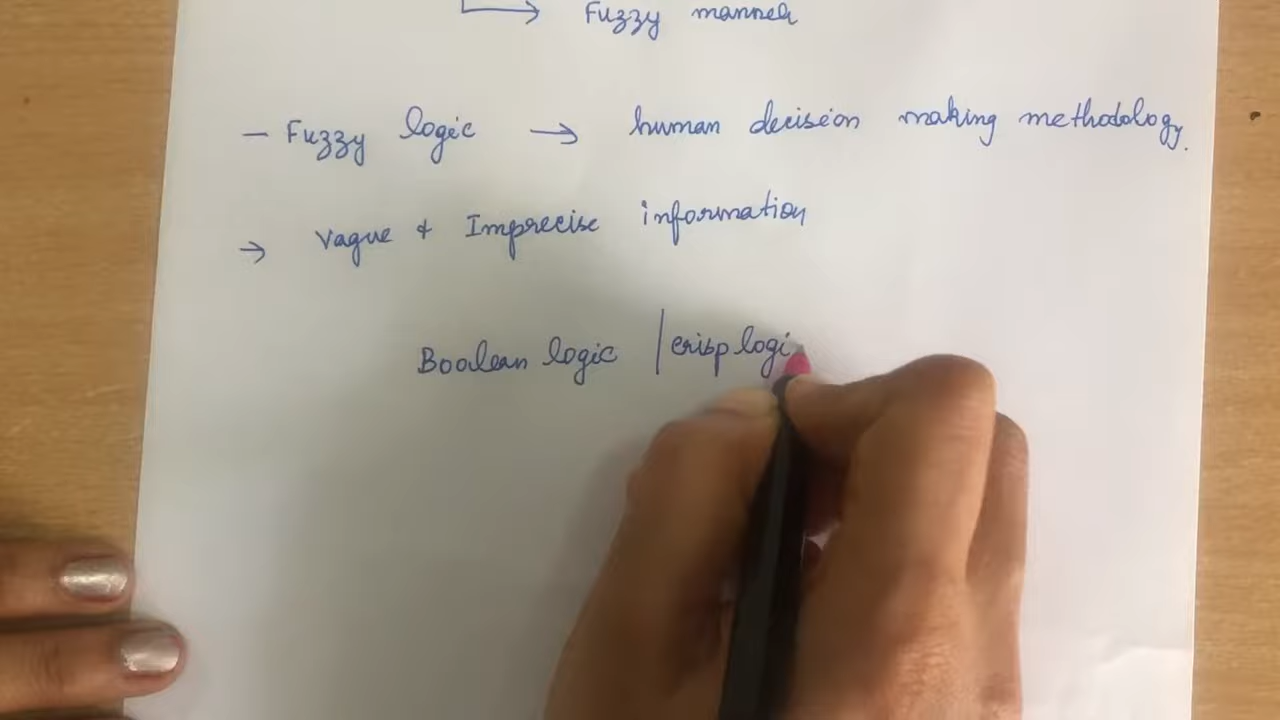 → Fuzzy manner
- Fuzzy logic → human decision making methodology.
→ Vague + Imprecise information
Boolean logic | crisp logi